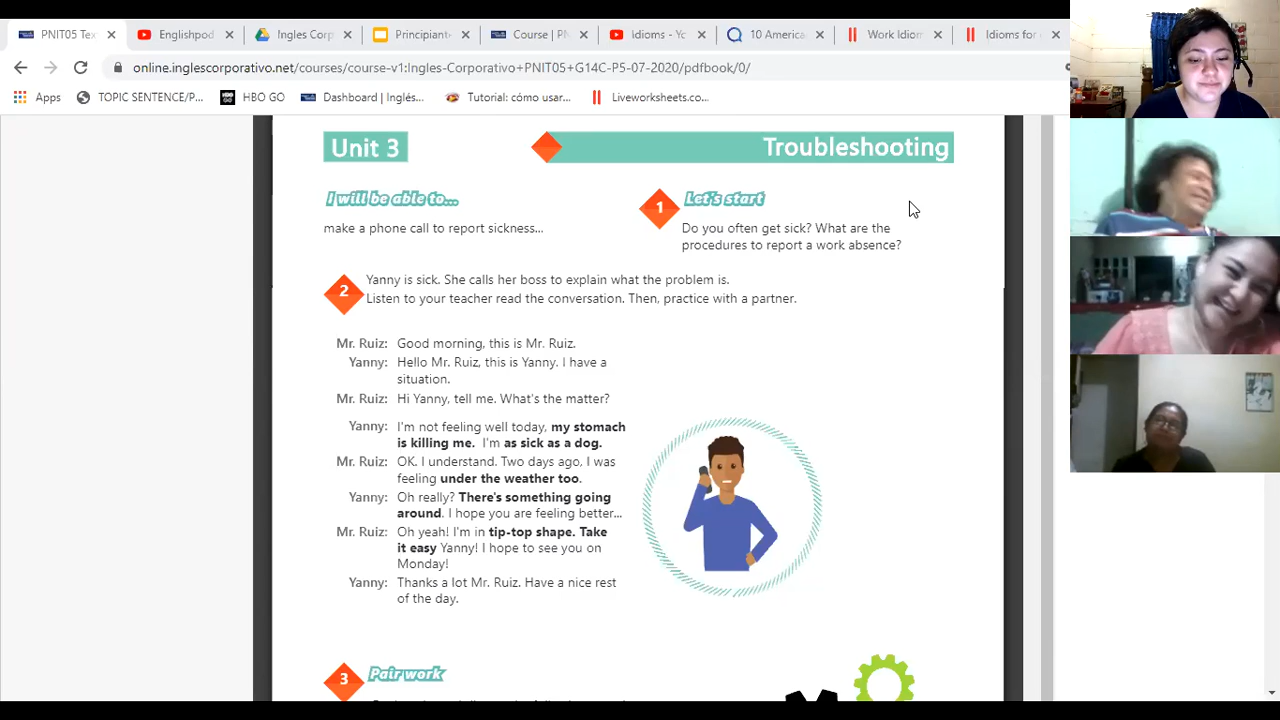 PNIT05 Tex
Englishpod
Ingles Corp
Principiant
Course | PN
Idioms - Yo
10 America
Work Idiom
Idioms for
online.inglescorporativo.net/courses/course-v1:Ingles-Corporativo+PNIT05+G14C-P5-07-2020/pdfbook/0/
Apps
TOPIC SENTENCE/P...
HBO GO
Dashboard | Inglés...
Tutorial: cómo usar...
Liveworksheets.co...
Unit 3
Troubleshooting
I will be able to...
make a phone call to report sickness...
1
Let's start
Do you often get sick? What are the
procedures to report a work absence?
2
Yanny is sick. She calls her boss to explain what the problem is.
Listen to your teacher read the conversation. Then, practice with a partner.
Mr. Ruiz: Good morning, this is Mr. Ruiz.
Yanny: Hello Mr. Ruiz, this is Yanny. I have a
situation.
Mr. Ruiz: Hi Yanny, tell me. What's the matter?
Yanny: I'm not feeling well today, my stomach
is killing me. I'm as sick as a dog.
Mr. Ruiz: OK. I understand. Two days ago, I was
feeling under the weather too.
Yanny: Oh really? There's something going
around. I hope you are feeling better...
Mr. Ruiz: Oh yeah! I'm in tip-top shape. Take
it easy Yanny! I hope to see you on
Monday!
Yanny: Thanks a lot Mr. Ruiz. Have a nice rest
of the day.
3
Pair work